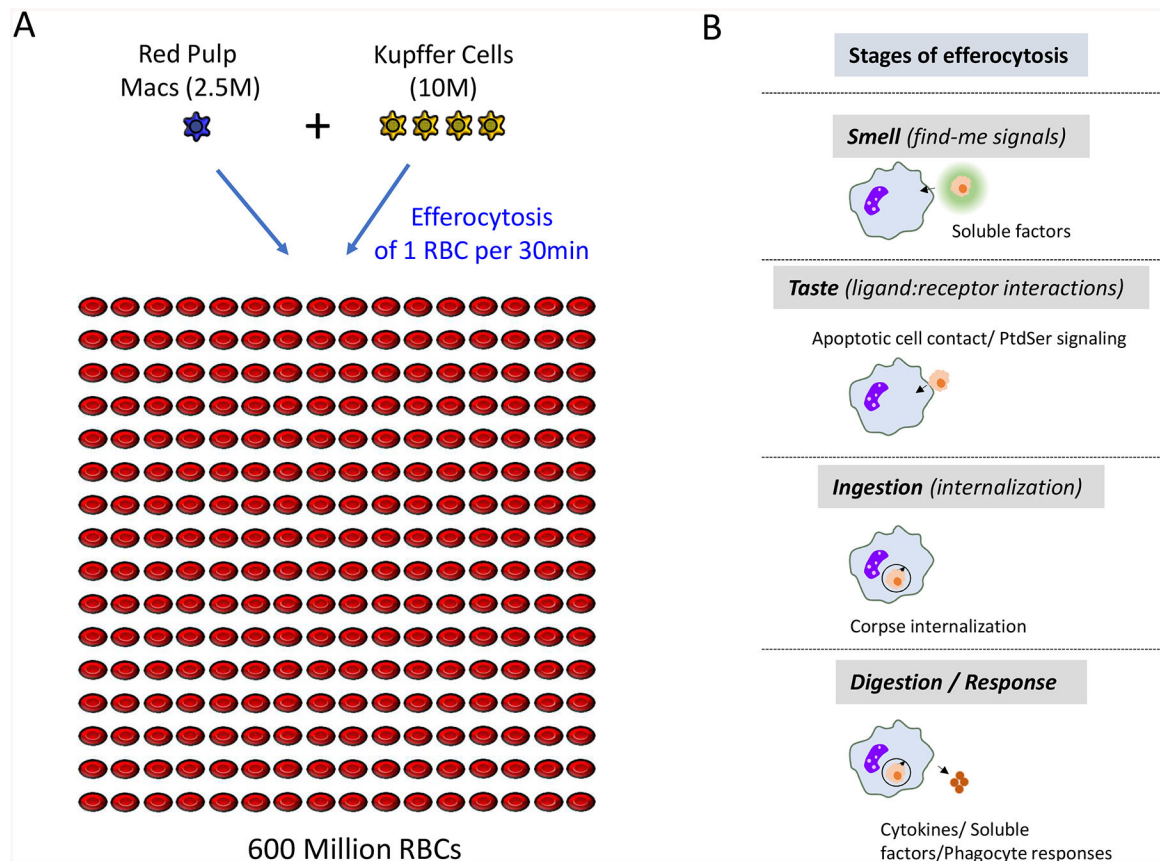 A
Red Pulp
Macs (2.5M)
+
Kupffer Cells
(10M)
Efferocytosis
of 1 RBC per 30min
600 Million RBCs
B
Stages of efferocytosis
Smell (find-me signals)
Soluble factors
Taste (ligand:receptor interactions)
Apoptotic cell contact/ PtdSer signaling
Ingestion (internalization)
Corpse internalization
Digestion / Response
Cytokines/ Soluble
factors/Phagocyte responses